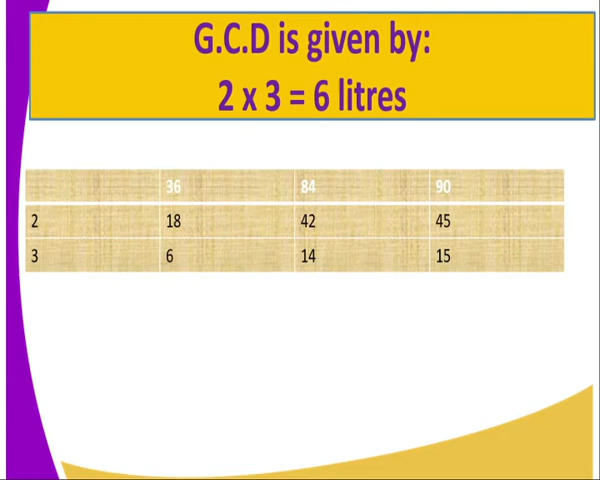 G.C.D is given by:
2 x 3 = 6 litres
36 84 90
2 18 42 45
3 6 14 15